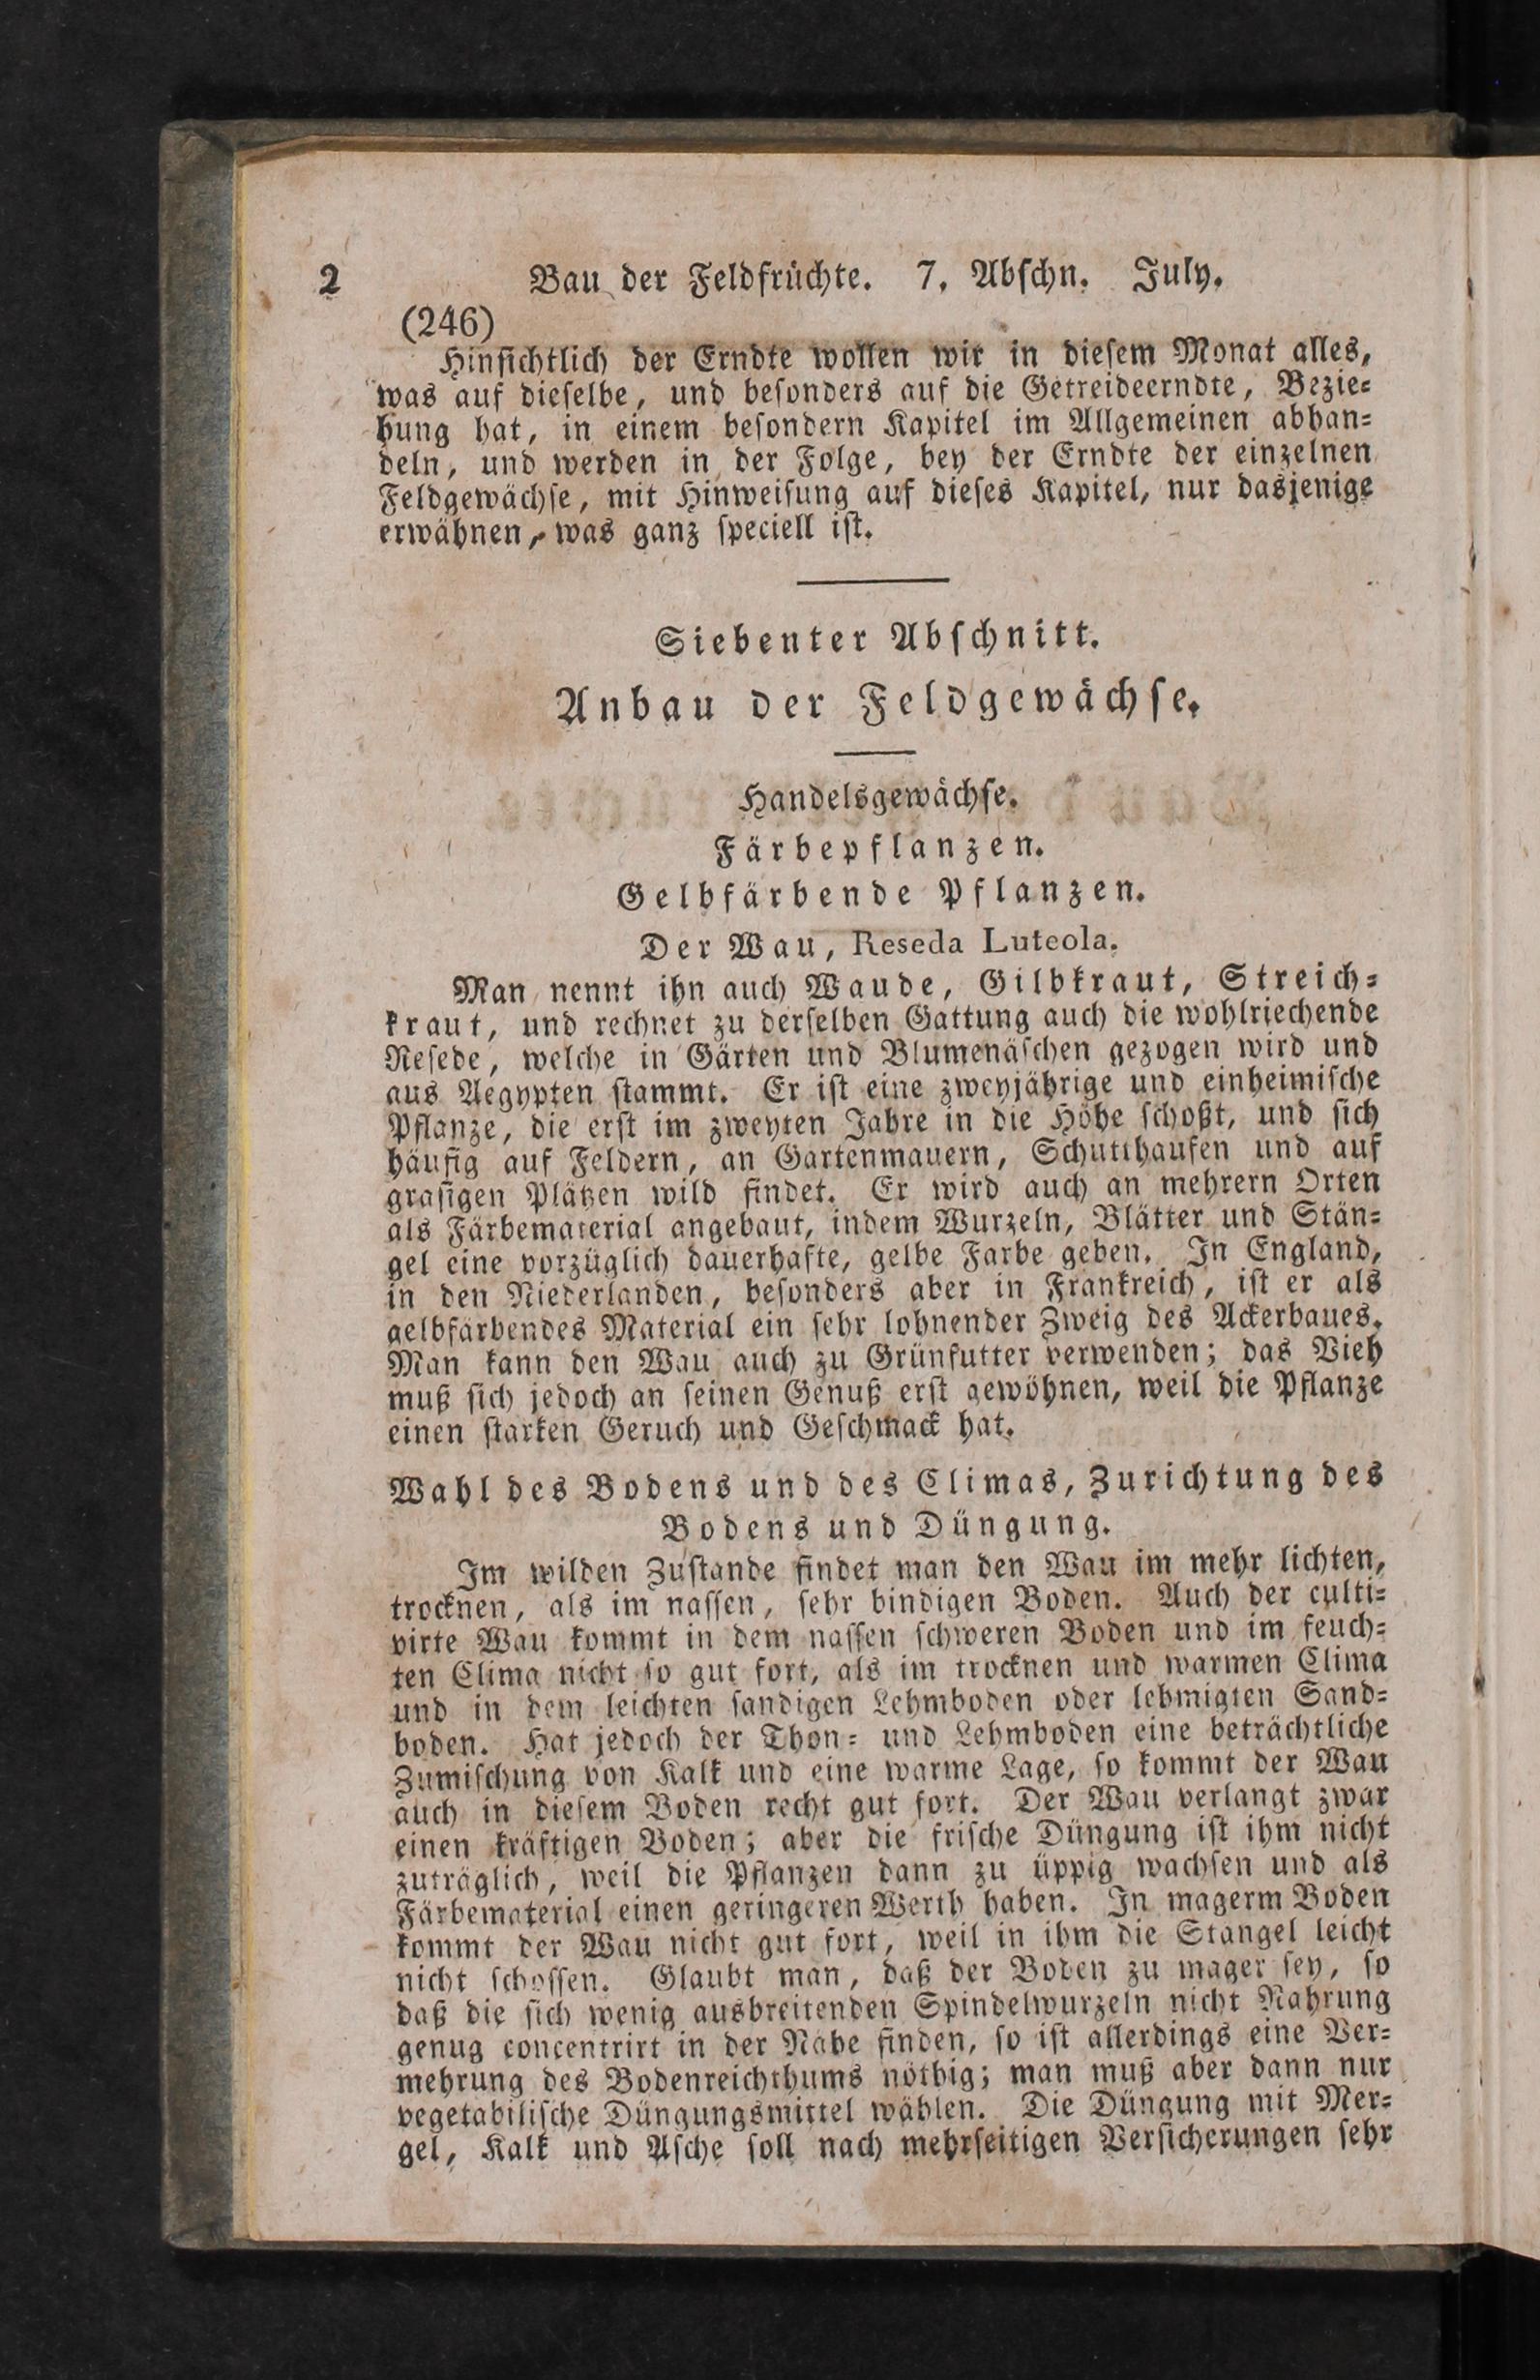 2 Bau der Feldfrüchte. 7. Abschn. July.
(246)
Hinsichtlich der Erndte wollen wir in diesem Monat alles,
was auf dieselbe, und besonders auf die Getreideerndte, Bezie-
hung hat, in einem besondern Kapitel im Allgemeinen abhan-
deln, und werden in der Folge, bey der Erndte der einzelnen
Feldgewächse, mit Hinweisung auf dieses Kapitel, nur dasjenige
erwähnen, was ganz speciell ist.
Siebenter Abschnitt.
Anbau der Feldgewächse.
Handelsgewächse.
Färbepflanzen.
Gelbfärbende Pflanzen.
Der Wau, Reseda Luteola.
Man nennt ihn auch Waude, Gilbkraut, Streich-
kraut, und rechnet zu derselben Gattung auch die wohlriechende
Resede, welche in Gärten und Blumenäschen gezogen wird und
aus Aegypten stammt. Er ist eine zweyjährige und einheimische
Pflanze, die erst im zweyten Jahre in die Höhe schoßt, und sich
häufig auf Feldern, an Gartenmauern, Schutthaufen und auf
grasigen Plätzen wild findet. Er wird auch an mehrern Orten
als Färbematerial angebaut, indem Wurzeln, Blätter und Stän-
gel eine vorzüglich dauerhafte, gelbe Farbe geben. In England,
in den Niederlanden, besonders aber in Frankreich, ist er als
gelbfärbendes Material ein sehr lohnender Zweig des Ackerbaues.
Man kann den Wau auch zu Grünfutter verwenden; das Vieh
muß sich jedoch an seinen Genuß erst gewöhnen, weil die Pflanze
einen starken Geruch und Geschmack hat.
Wahl des Bodens und des Climas, Zurichtung des
Bodens und Düngung.
Im wilden Zustande findet man den Wau im mehr lichten,
trocknen, als im nassen, sehr bindigen Boden. Auch der culti-
virte Wau kommt in dem nassen schweren Boden und im feuch-
ten Clima nicht so gut fort, als im trocknen und warmen Clima
und in dem leichten sandigen Lehmboden oder lehmigten Sand-
boden. Hat jedoch der Thon- und Lehmboden eine beträchtliche
Zumischung von Kalk und eine warme Lage, so kommt der Wau
auch in diesem Boden recht gut fort. Der Wau verlangt zwar
einen kräftigen Boden; aber die frische Düngung ist ihm nicht
zuträglich, weil die Pflanzen dann zu üppig wachsen und als
Färbematerial einen geringeren Werth haben. In magerm Boden
kommt der Wau nicht gut fort, weil in ihm die Stangel leicht
nicht schossen. Glaubt man, daß der Boden zu mager sey, so
daß die sich wenig ausbreitenden Spindelwurzeln nicht Nahrung
genug concentrirt in der Nähe finden, so ist allerdings eine Ver-
mehrung des Bodenreichthums nöthig; man muß aber dann nur
vegetabilische Düngungsmittel wählen. Die Düngung mit Mer-
gel, Kalk und Asche soll nach mehrseitigen Versicherungen sehr